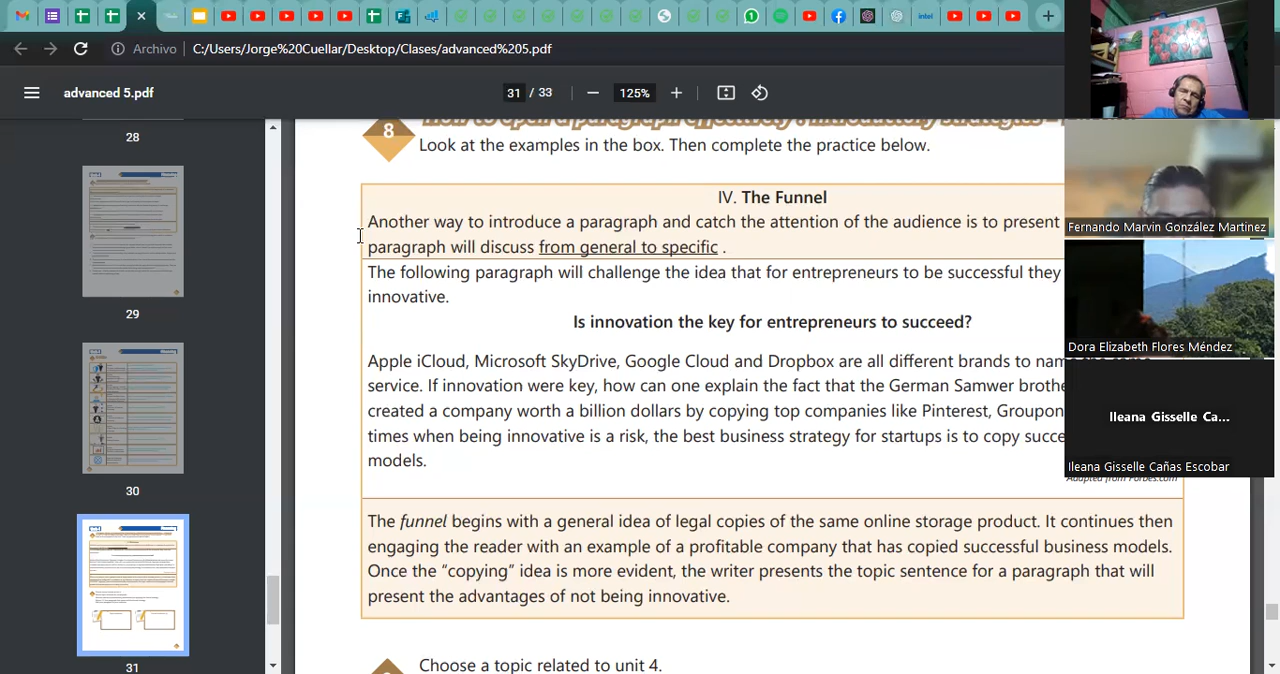 Archivo C:/Users/Jorge%20Cuellar/Desktop/Clases/advanced%205.pdf
advanced 5.pdf 31 / 33 125%
28
29
30
31
8
How to open a paragraph effectively
Look at the examples in the box. Then complete the practice below.
IV. The Funnel
Another way to introduce a paragraph and catch the attention of the audience is to present
paragraph will discuss from general to specific .
The following paragraph will challenge the idea that for entrepreneurs to be successful they
innovative.
Is innovation the key for entrepreneurs to succeed?
Apple iCloud, Microsoft SkyDrive, Google Cloud and Dropbox are all different brands to
service. If innovation were key, how can one explain the fact that the German Samwer
created a company worth a billion dollars by copying top companies like Pinterest, Groupon
times when being innovative is a risk, the best business strategy for startups is to copy
models.
Adapted from Forbes.com
The funnel begins with a general idea of legal copies of the same online storage product. It continues then
engaging the reader with an example of a profitable company that has copied successful business models.
Once the “copying” idea is more evident, the writer presents the topic sentence for a paragraph that will
present the advantages of not being innovative.
Choose a topic related to unit 4.
Fernando Marvin González Martinez
Dora Elizabeth Flores Méndez
Ileana Gisselle Ca...
Ileana Gisselle Cañas Escobar